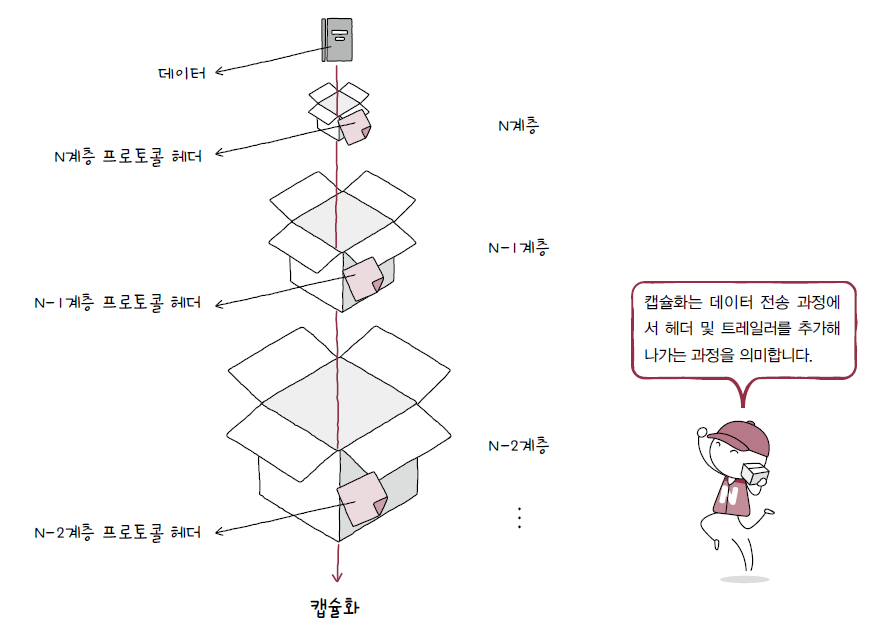 데이터
N계층
N계층 프로토콜 헤더
N-1계층
N-1계층 프로토콜 헤더
캡슐화는 데이터 전송 과정에
서 헤더 및 트레일러를 추가해
나가는 과정을 의미합니다.
N-2계층
N
N-2계층 프로토콜 헤더
캡슐화